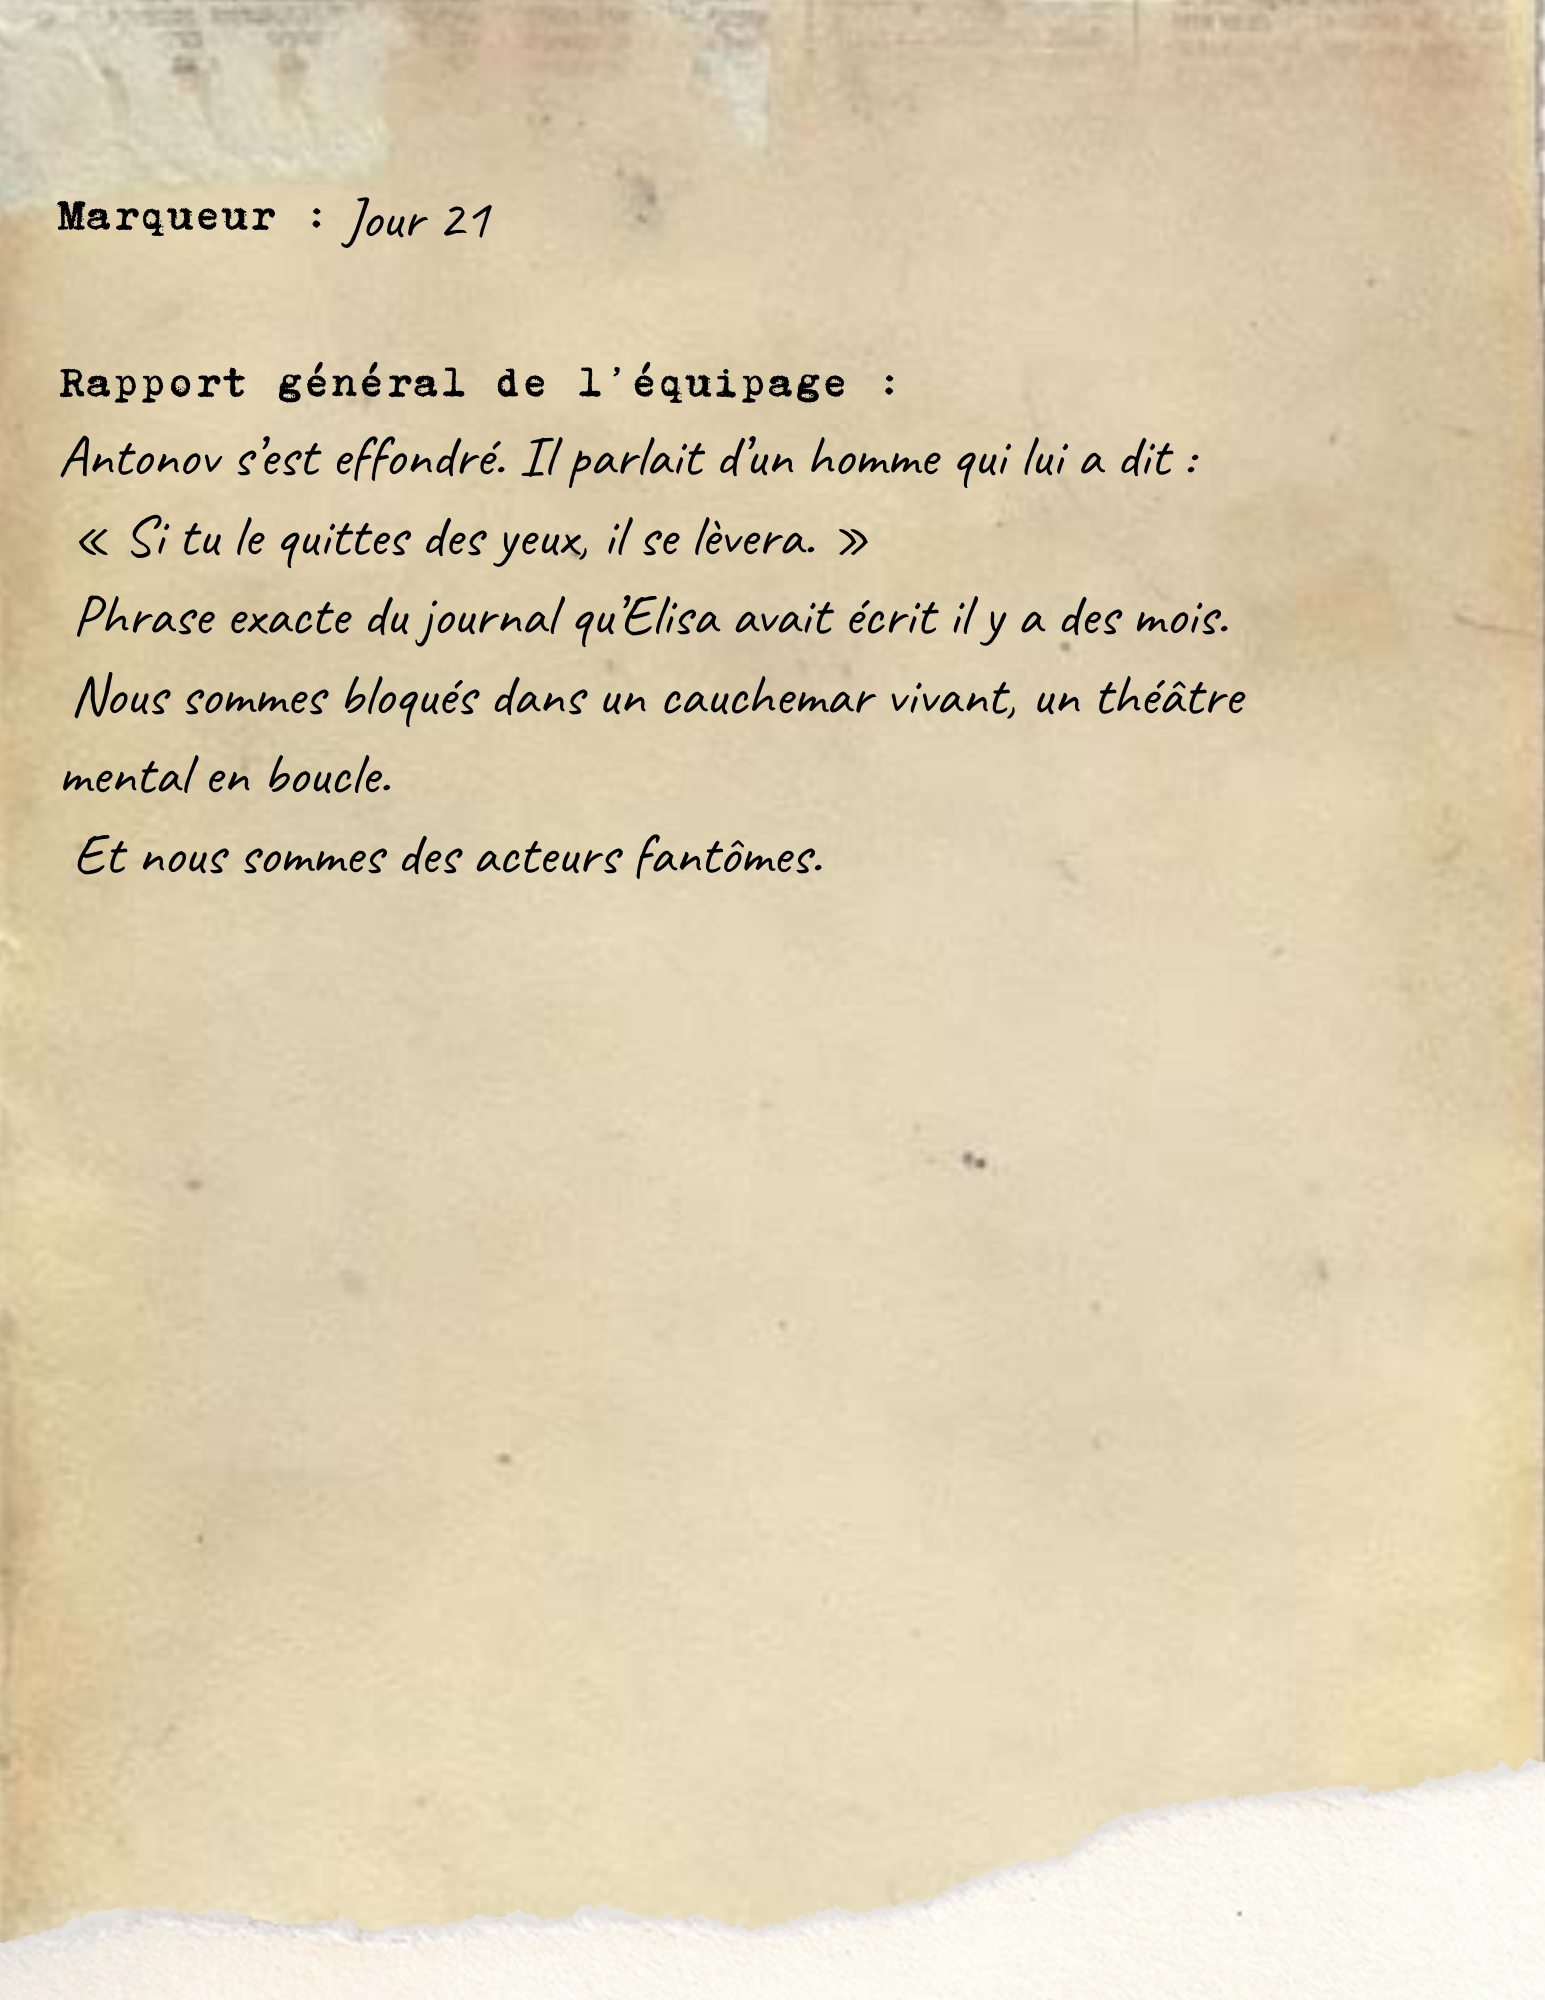 Marqueur : Jour 21
Rapport général de l'équipage :
Antonov s'est effondré. Il parlait d'un homme qui lui a dit :
« Si tu le quittes des yeux, il se lèvera. »
Phrase exacte du journal qu'Elisa avait écrit il y a des mois.
Nous sommes bloqués dans un cauchemar vivant, un théâtre
mental en boucle.
Et nous sommes des acteurs fantômes.